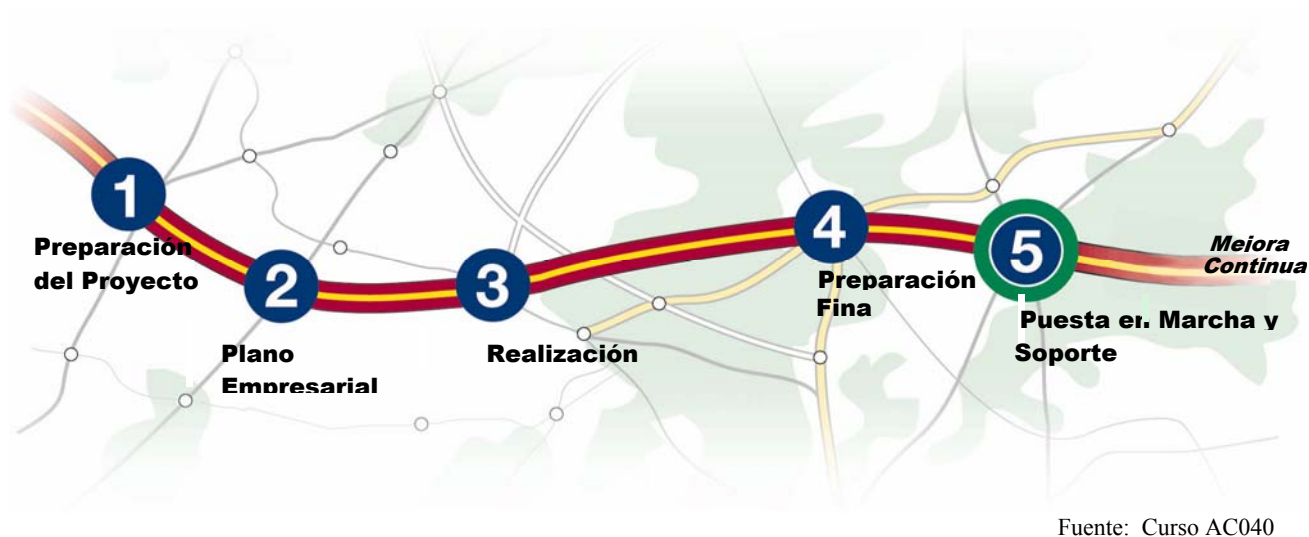 1
Preparación
del Proyecto
2
Plano
Empresarial
3
Realización
4
Preparación
Fina
5
Puesta en Marcha y
Soporte
Mejora
Continua
Fuente: Curso AC040